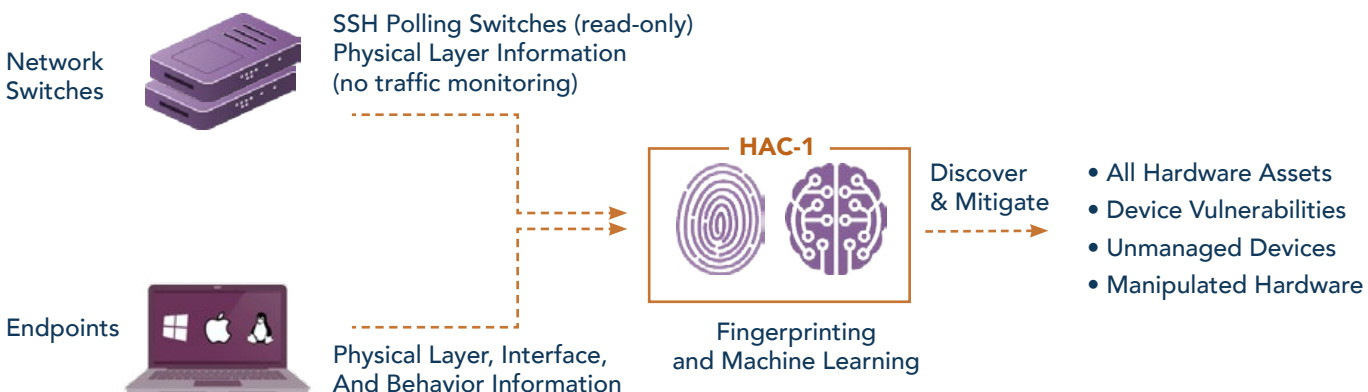 Network
Switches
SSH Polling Switches (read-only)
Physical Layer Information
(no traffic monitoring)
HAC-1
Discover
& Mitigate
• All Hardware Assets
• Device Vulnerabilities
• Unmanaged Devices
• Manipulated Hardware
Endpoints
Physical Layer, Interface,
And Behavior Information
Fingerprinting
and Machine Learning